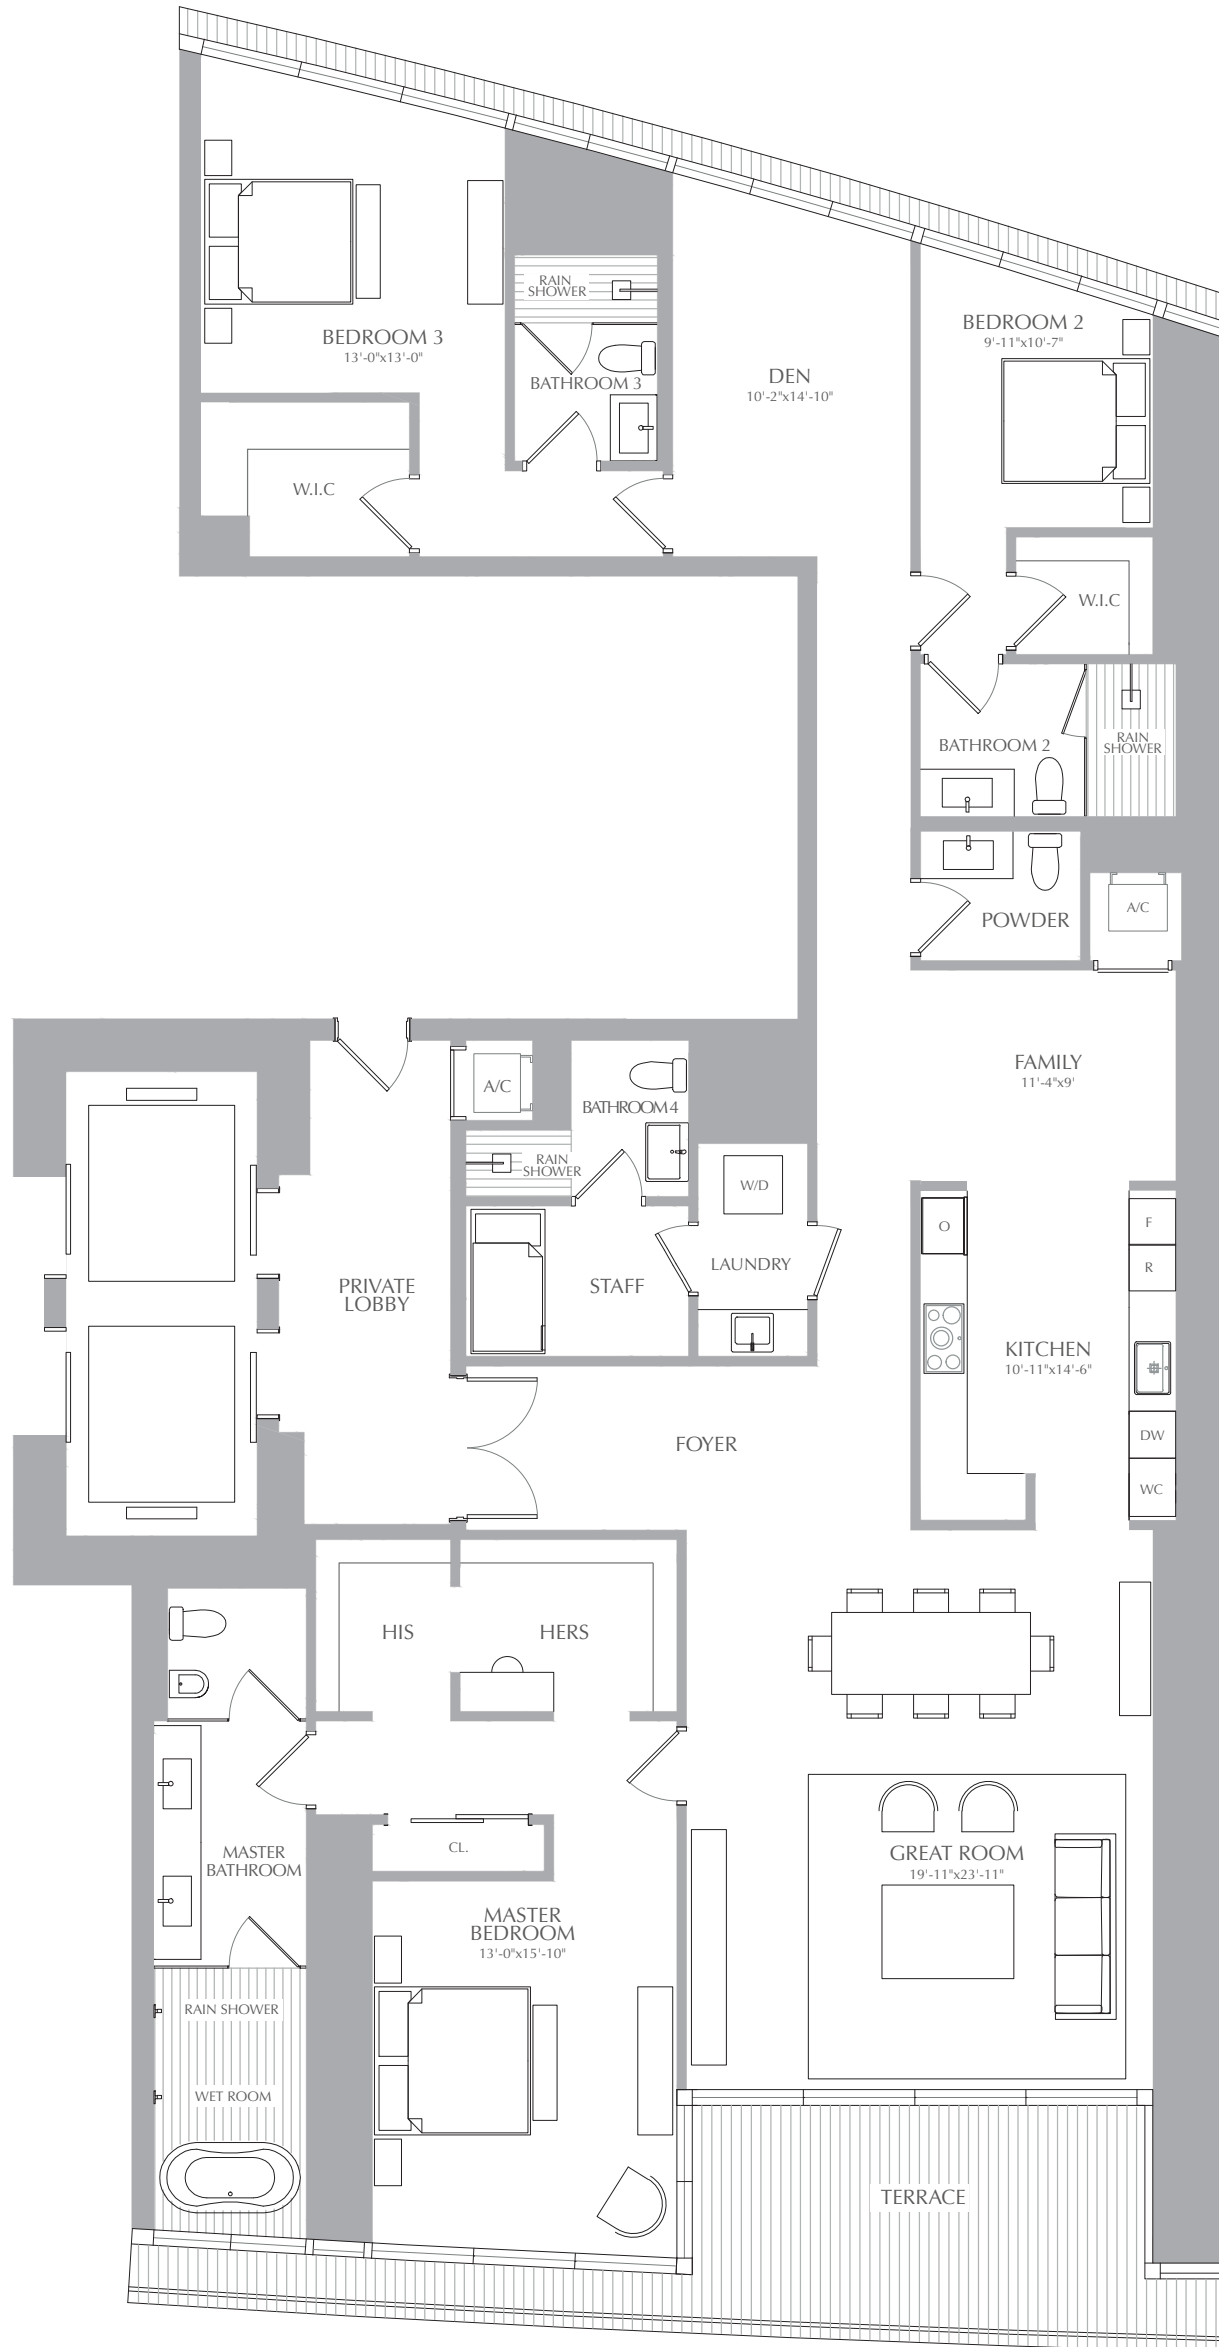 RAIN
SHOWER
BEDROOM 3
13'-0"x13'-0"
BATHROOM 3
BEDROOM 2
9'-11"x10'-7"
DEN
10'-2"x14'-10"
W.I.C
W.I.C
BATHROOM 2
RAIN
SHOWER
POWDER
A/C
FAMILY
11'-4"x9'
A/C
BATHROOM 4
RAIN
SHOWER
W/D
LAUNDRY
STAFF
PRIVATE
LOBBY
O
F
R
KITCHEN
10'-11"x14'-6"
DW
WC
FOYER
HIS
HERS
MASTER
BATHROOM
CL.
GREAT ROOM
19'-11"x23'-11"
MASTER
BEDROOM
13'-0"x15'-10"
RAIN SHOWER
WET ROOM
TERRACE